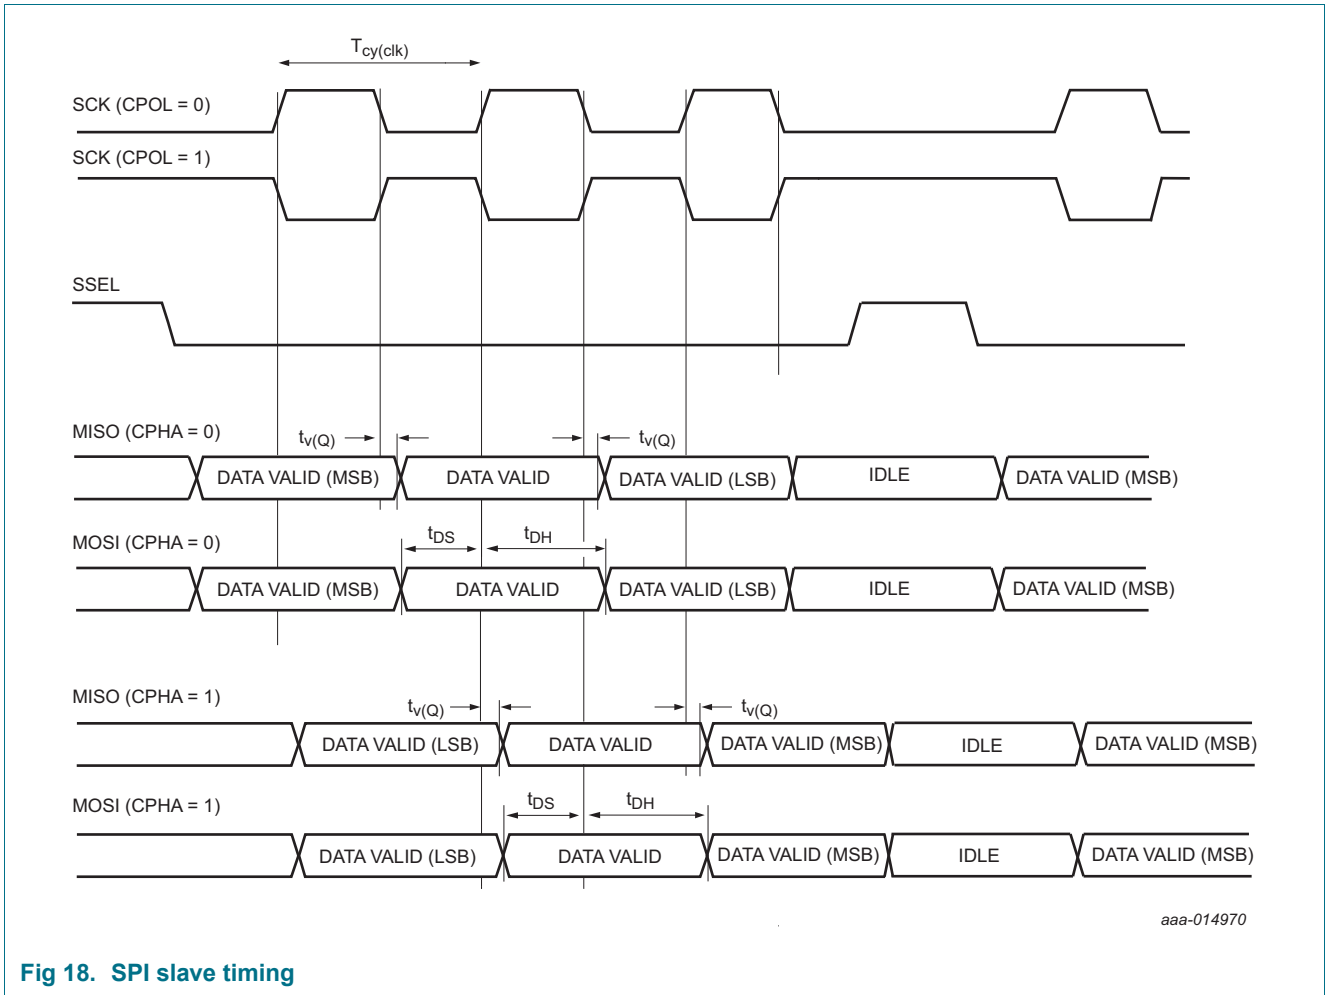 Tcy(clk)
SCK (CPOL = 0)
SCK (CPOL = 1)
SSEL
MISO (CPHA = 0)
tv(Q)
tv(Q)
DATA VALID (MSB)
DATA VALID
DATA VALID (LSB)
IDLE
DATA VALID (MSB)
MOSI (CPHA = 0)
tDS
tDH
DATA VALID (MSB)
DATA VALID
DATA VALID (LSB)
IDLE
DATA VALID (MSB)
MISO (CPHA = 1)
tv(Q)
tv(Q)
DATA VALID (LSB)
DATA VALID
DATA VALID (MSB)
IDLE
DATA VALID (MSB)
MOSI (CPHA = 1)
tDS
tDH
DATA VALID (LSB)
DATA VALID
DATA VALID (MSB)
IDLE
DATA VALID (MSB)
aaa-014970
Fig 18. SPI slave timing